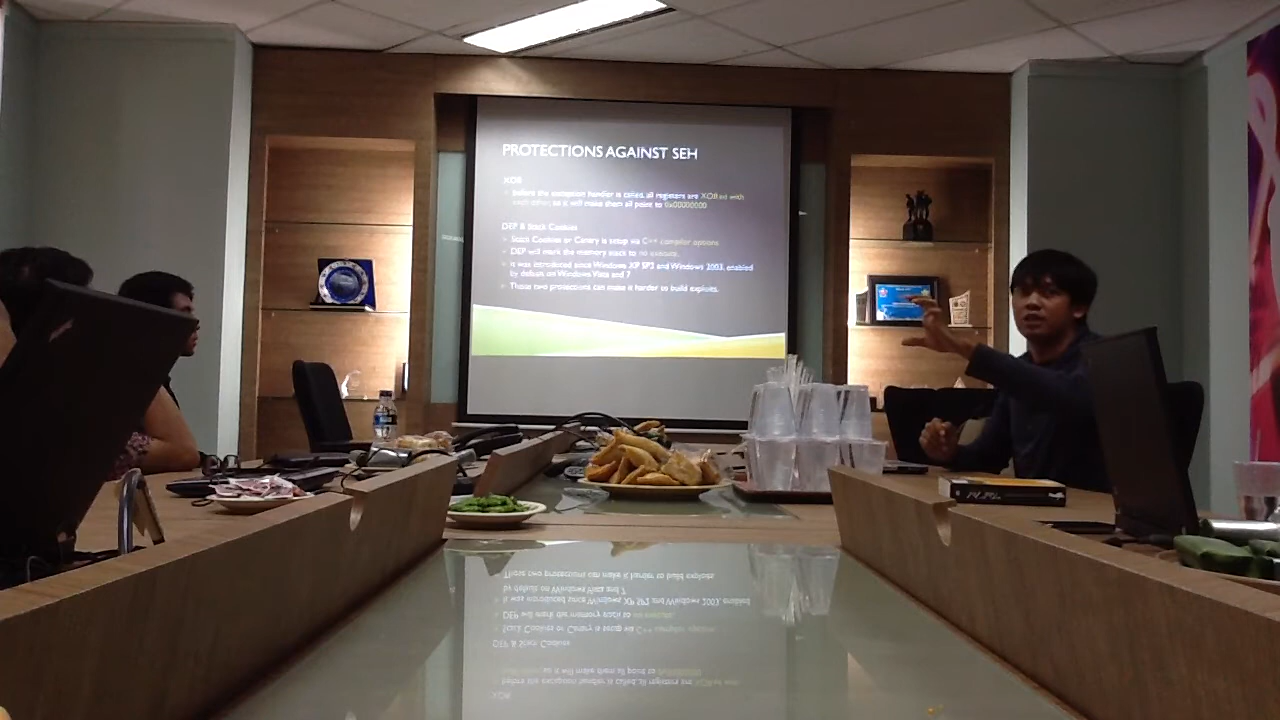 PROTECTIONS AGAINST SEH
XOR
Before the exception handler is called, all registers are XORed with
each other, so it will make them all point to 0x00000000
DEP & Stack Cookies
Stack Cookies or Canary is setup via C++ compiler options
DEP will mark the memory stack to no execute.
It was introduced since Windows XP SP2 and Windows 2003, enabled
by default on Windows Vista and 7
Those two protections can make it harder to build exploits.